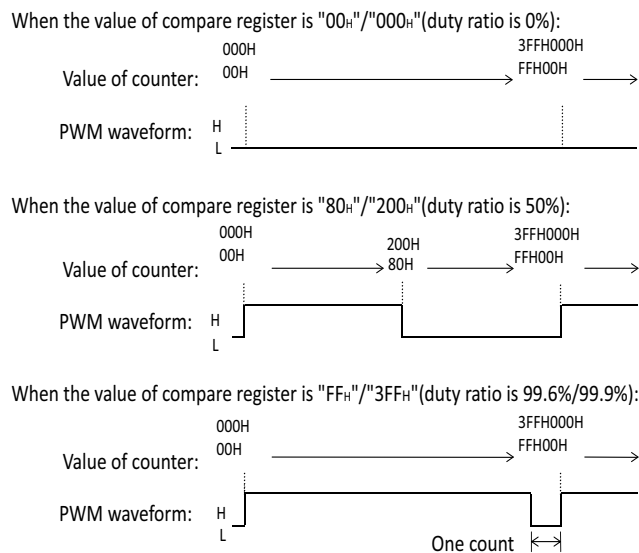 When the value of compare register is "00H"/"000H"(duty ratio is 0%):
000H 3FFH000H
Value of counter: 00H FFH00H
PWM waveform: H
L
When the value of compare register is "80H"/"200H"(duty ratio is 50%):
000H 200H 3FFH000H
Value of counter: 00H 80H FFH00H
PWM waveform: H
L
When the value of compare register is "FFH"/"3FFH"(duty ratio is 99.6%/99.9%):
000H 3FFH000H
Value of counter: 00H FFH00H
PWM waveform: H
L
One count